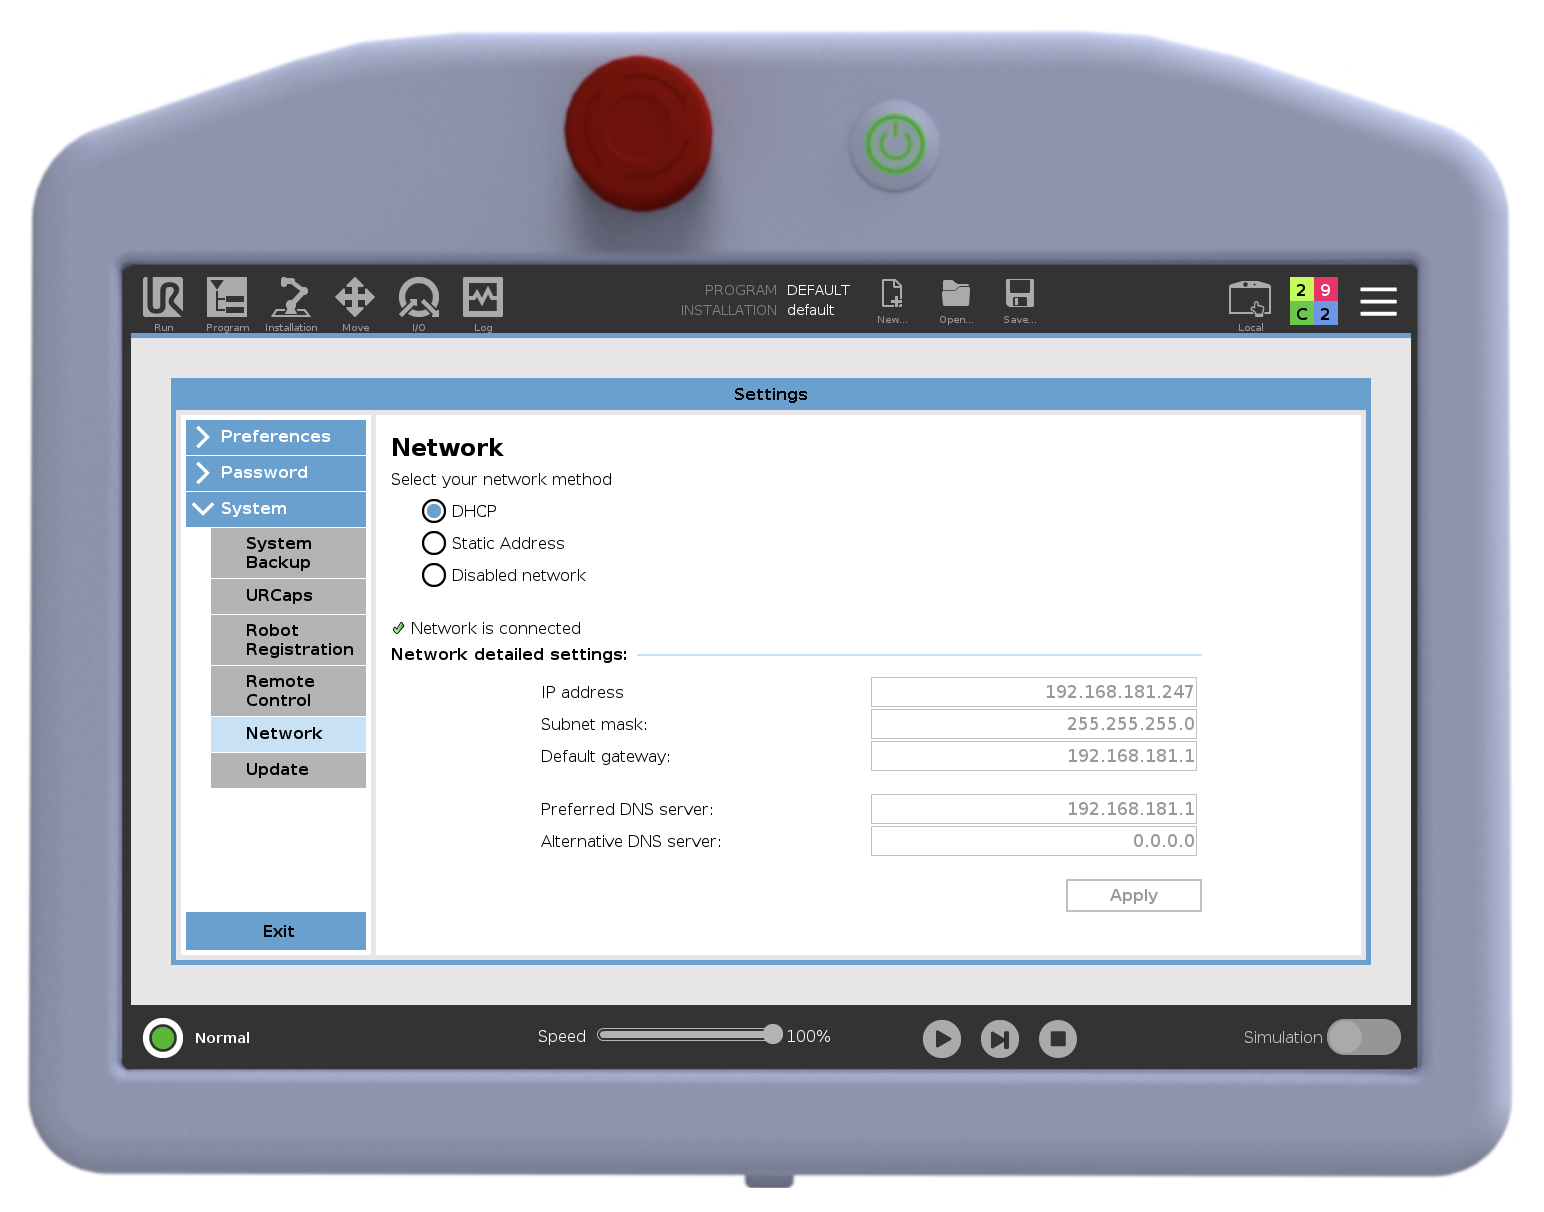 Run
Program
Installation
Move
I/O
Log
PROGRAM DEFAULT
INSTALLATION default
New...
Open...
Save...
Local
2 9
C 2
Settings
Preferences
Password
System
System
Backup
URCaps
Robot
Registration
Remote
Control
Network
Update
Exit
Network
Select your network method
DHCP
Static Address
Disabled network
Network is connected
Network detailed settings:
IP address 192.168.181.247
Subnet mask: 255.255.255.0
Default gateway: 192.168.181.1
Preferred DNS server: 192.168.181.1
Alternative DNS server: 0.0.0.0
Apply
Normal
Speed 100%
Simulation